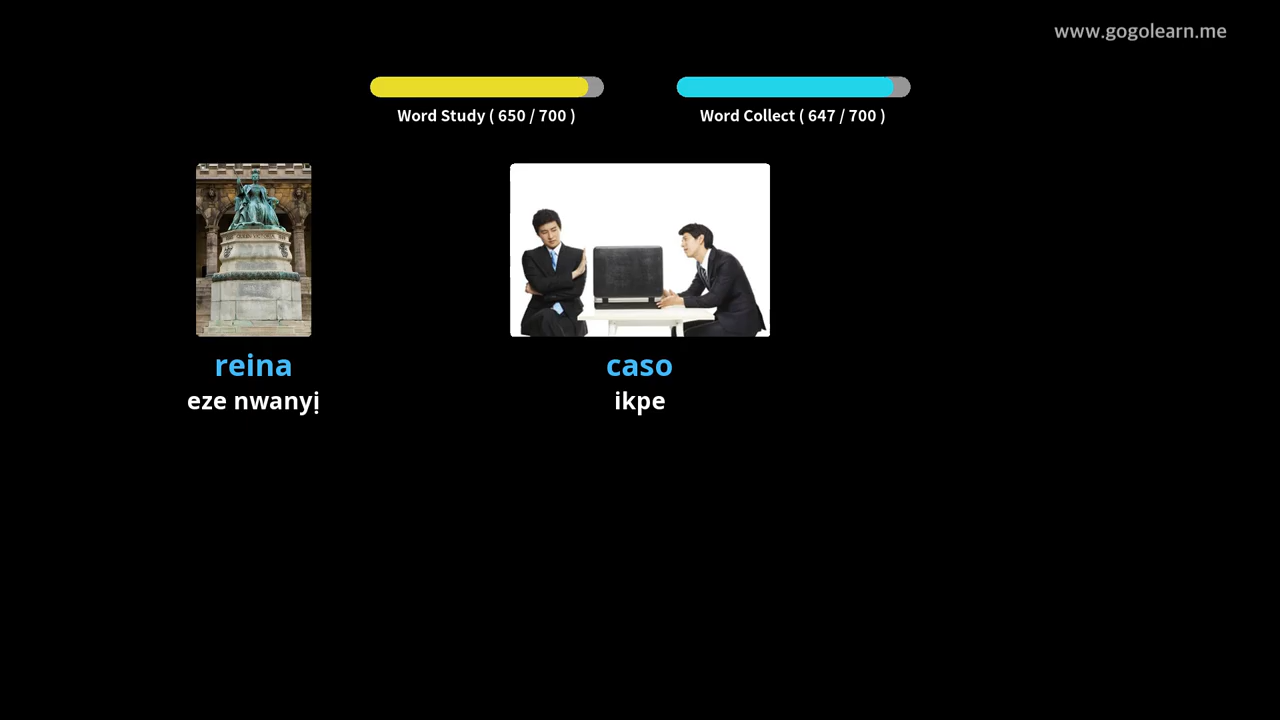 www.gogolearn.me
Word Study ( 650 / 700 )
Word Collect ( 647 / 700 )
reina
eze nwanyị
caso
ikpe